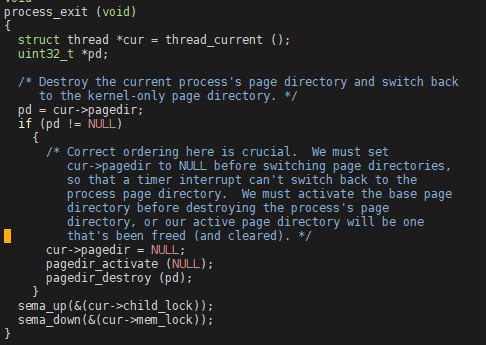 void
process_exit (void)
{
  struct thread *cur = thread_current ();
  uint32_t *pd;

  /* Destroy the current process's page directory and switch back
     to the kernel-only page directory. */
  pd = cur->pagedir;
  if (pd != NULL)
    {
      /* Correct ordering here is crucial.  We must set
         cur->pagedir to NULL before switching page directories,
         so that a timer interrupt can't switch back to the
         process page directory.  We must activate the base page
         directory before destroying the process's page
         directory, or our active page directory will be one
         that's been freed (and cleared). */
      cur->pagedir = NULL;
      pagedir_activate (NULL);
      pagedir_destroy (pd);
    }
  sema_up(&(cur->child_lock));
  sema_down(&(cur->mem_lock));
}